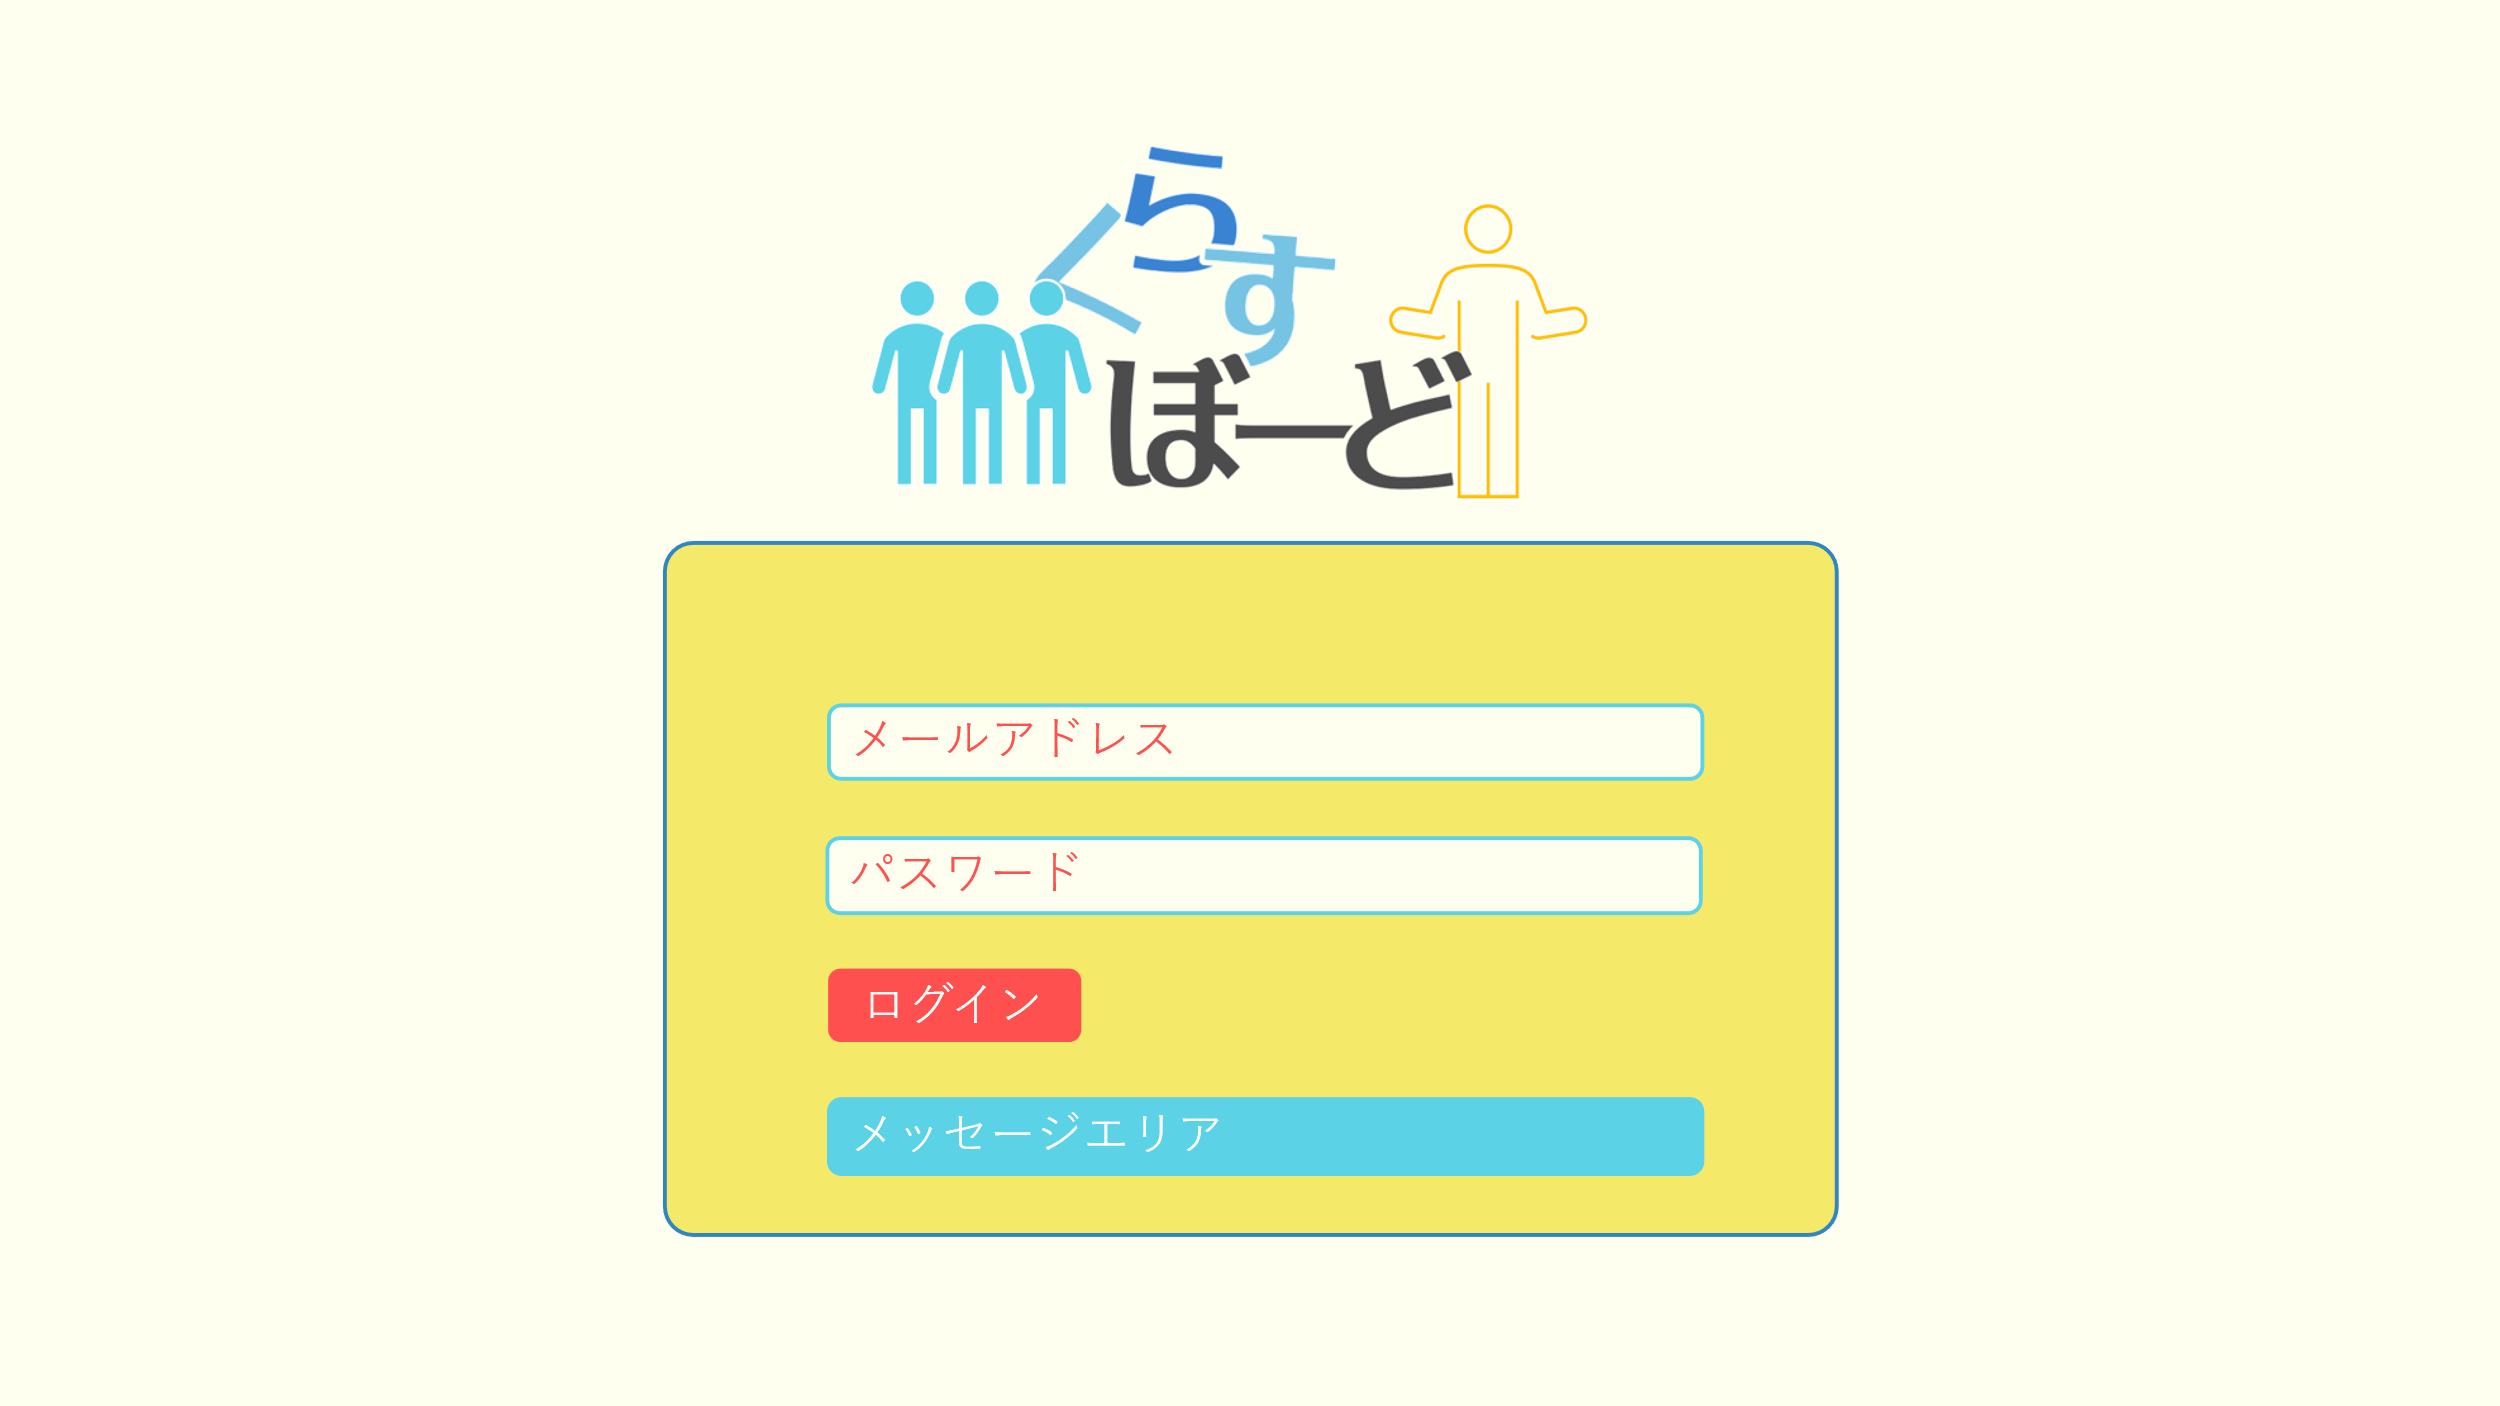 くらす
ぼーど
メールアドレス
パスワード
ログイン
メッセージエリア